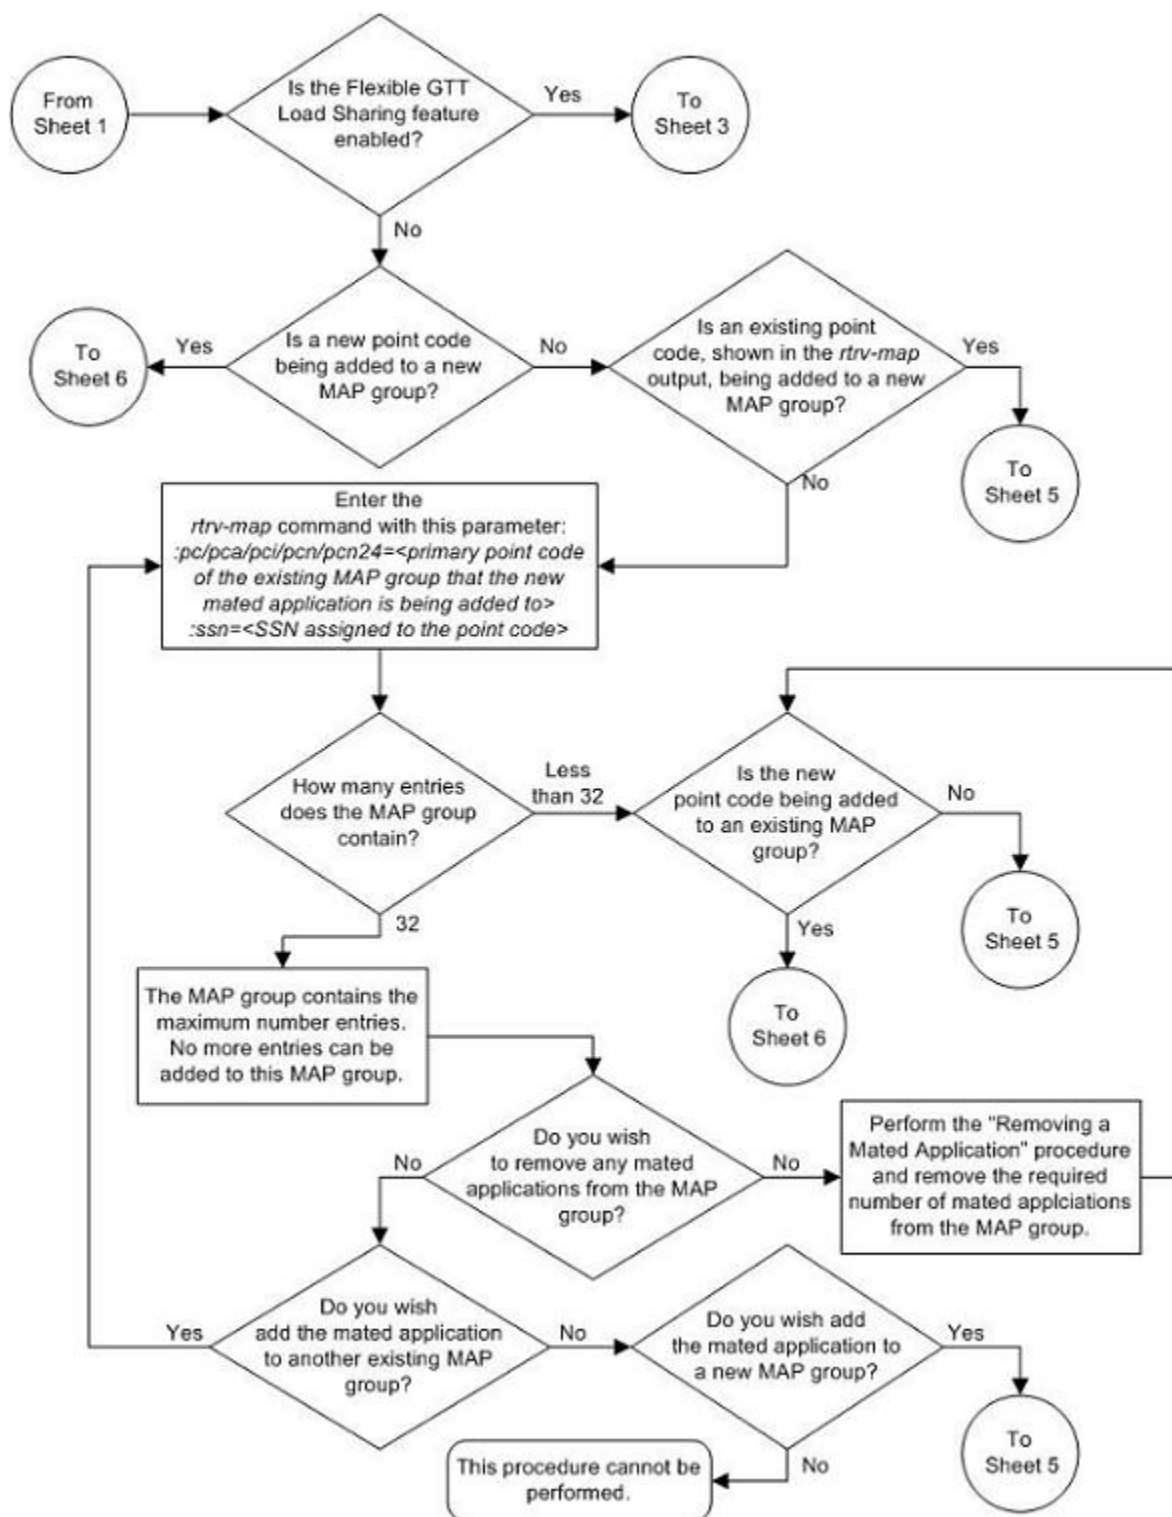 From
Sheet 1
Is the Flexible GTT
Load Sharing feature
enabled?
Yes
To
Sheet 3
No
To
Sheet 6
Yes
Is a new point code
being added to a new
MAP group?
No
Is an existing point
code, shown in the rtrv-map
output, being added to a new
MAP group?
Yes
To
Sheet 5
No
Enter the
rtrv-map command with this parameter:
:pc/pca/pci/pcn/pcn24=<primary point code
of the existing MAP group that the new
mated application is being added to>
:ssn=<SSN assigned to the point code>
How many entries
does the MAP group
contain?
Less
than 32
Is the new
point code being added
to an existing MAP
group?
No
To
Sheet 5
32
Yes
To
Sheet 6
The MAP group contains the
maximum number entries.
No more entries can be
added to this MAP group.
Do you wish
to remove any mated
applications from the MAP
group?
No
No
Perform the "Removing a
Mated Application" procedure
and remove the required
number of mated applciations
from the MAP group.
Do you wish
add the mated application
to another existing MAP
group?
Yes
No
Do you wish add
the mated application to
a new MAP group?
Yes
To
Sheet 5
No
This procedure cannot be
performed.